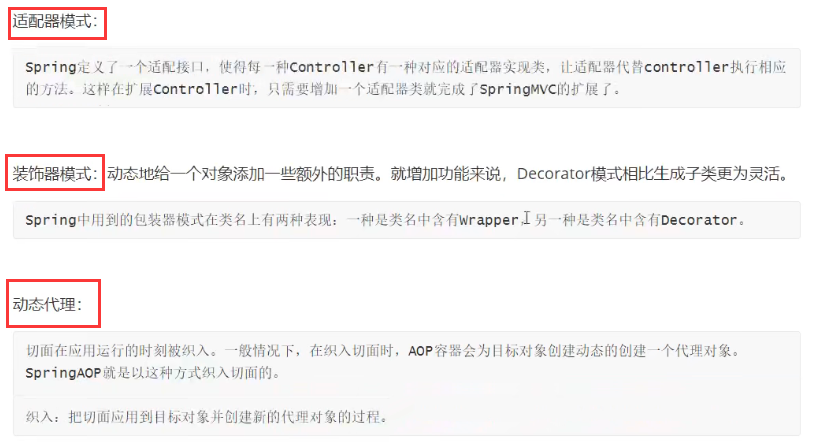 适配器模式：
Spring定义了一个适配接口，使得每一种Controller有一种对应的适配器实现类，让适配器代替controller执行相应
的方法。这样在扩展Controller时，只需要增加一个适配器类就完成了SpringMVC的扩展了。
装饰器模式：动态地给一个对象添加一些额外的职责。就增加功能来说，Decorator模式相比生成子类更为灵活。
Spring中用到的包装器模式在类名上有两种表现：一种是类名中含有Wrapper，另一种是类名中含有Decorator。
动态代理：
切面在应用运行的时刻被织入。一般情况下，在织入切面时，AOP容器会为目标对象创建动态的创建一个代理对象。
SpringAOP就是以这种方式织入切面的。
织入：把切面应用到目标对象并创建新的代理对象的过程。